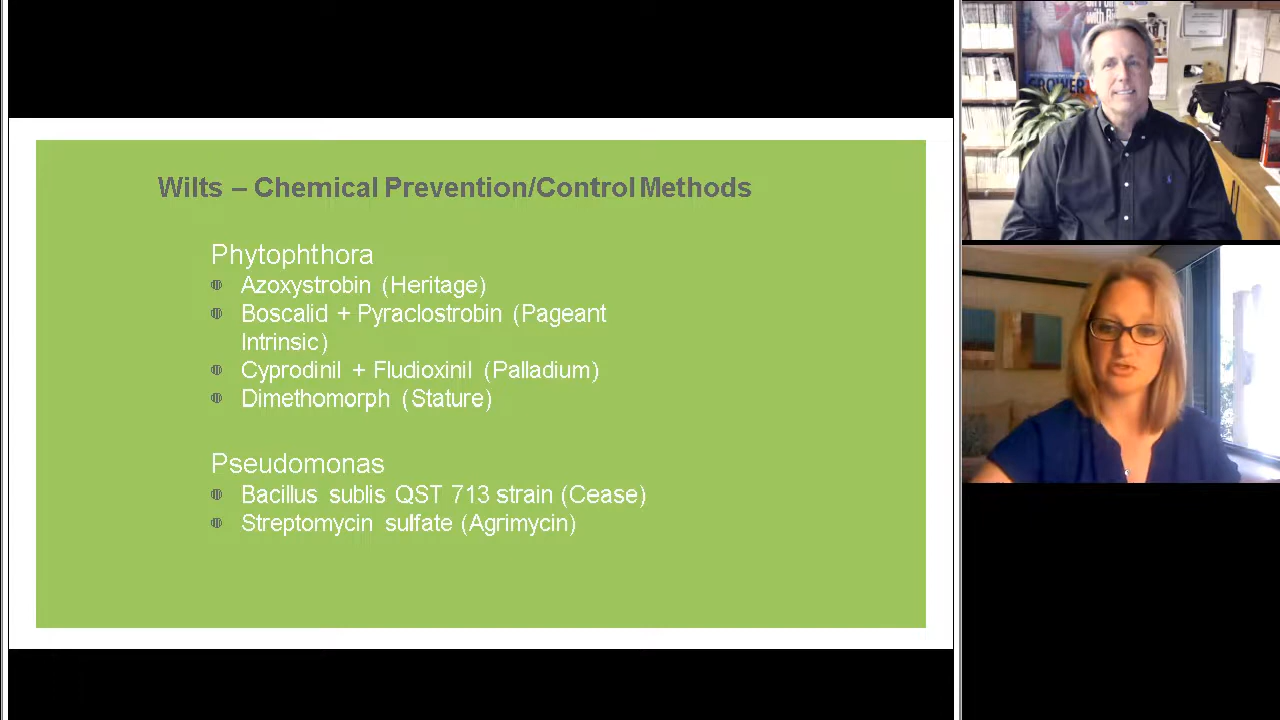 Wilts – Chemical Prevention/Control Methods
Phytophthora
Azoxystrobin (Heritage)
Boscalid + Pyraclostrobin (Pageant
Intrinsic)
Cyprodinil + Fludioxinil (Palladium)
Dimethomorph (Stature)
Pseudomonas
Bacillus sublis QST 713 strain (Cease)
Streptomycin sulfate (Agrimycin)
GROWER